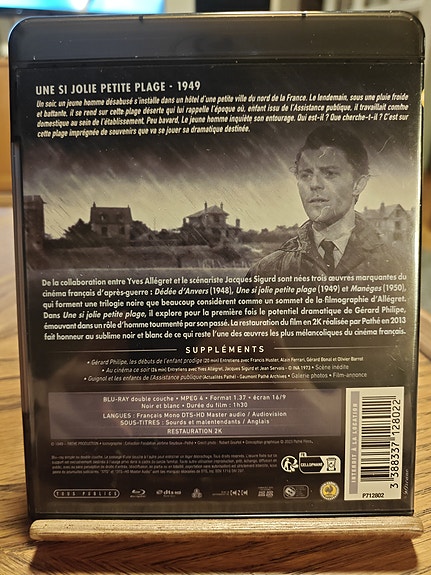 UNE SI JOLIE PETITE PLAGE - 1949
Un soir, un jeune homme désabusé s'installe dans un hôtel d'une petite ville du nord de la France. Le lendemain, sous une pluie froide
et battante, il se rend sur cette plage déserte qui lui rappelle l'époque où, enfant issu de l'Assistance publique, il travaillait comme
domestique au sein de l'établissement. Peu bavard, Le jeune homme inquiète son entourage. Qui est-il ? Que cherche-t-il ? C'est sur
cette plage imprégnée de souvenirs que va se jouer sa dramatique destinée.
De la collaboration entre Yves Allégret et le scénariste Jacques Sigurd sont nées trois œuvres marquantes du
cinéma français d'après-guerre : Dédée d'Anvers (1948), Une si jolie petite plage (1949) et Manèges (1950),
qui forment une trilogie noire que beaucoup considèrent comme un sommet de la filmographie d'Allégret.
Dans Une si jolie petite plage, il explore pour la première fois le potentiel dramatique de Gérard Philipe,
émouvant dans un rôle d'homme tourmenté par son passé. La restauration du film en 2K réalisée par Pathé en 2013
fait honneur au sublime noir et blanc de ce qui reste l'une des œuvres les plus mélancoliques du cinéma français.
SUPPLÉMENTS
• Gérard Philipe, les débuts de l'enfant prodige (20 min) Entretiens avec Francis Huster, Alain Ferrari, Gérard Bonal et Olivier Barrot
• Au cinéma ce soir (14 min) Entretiens avec Yves Allégret, Jacques Sigurd et Jean Servais - © INA 1973 • Scène inédite
Guignol et les enfants de l'Assistance publique (Actualités Pathé) - Gaumont Pathé Archives • Galerie photos • Film-annonce
BLU-RAY double couche • MPEG 4 • Format 1.37 • écran 16/9
Noir et blanc • Durée du film : 1h30
LANGUES : Français Mono DTS-HD Master audio / Audiovision
SOUS-TITRES : Sourds et malentendants / Anglais
RESTAURATION 2K
CELLOPHANE
TOUS PUBLICS
INTERDIT À LA LOCATION
3 388337 128022
P712802